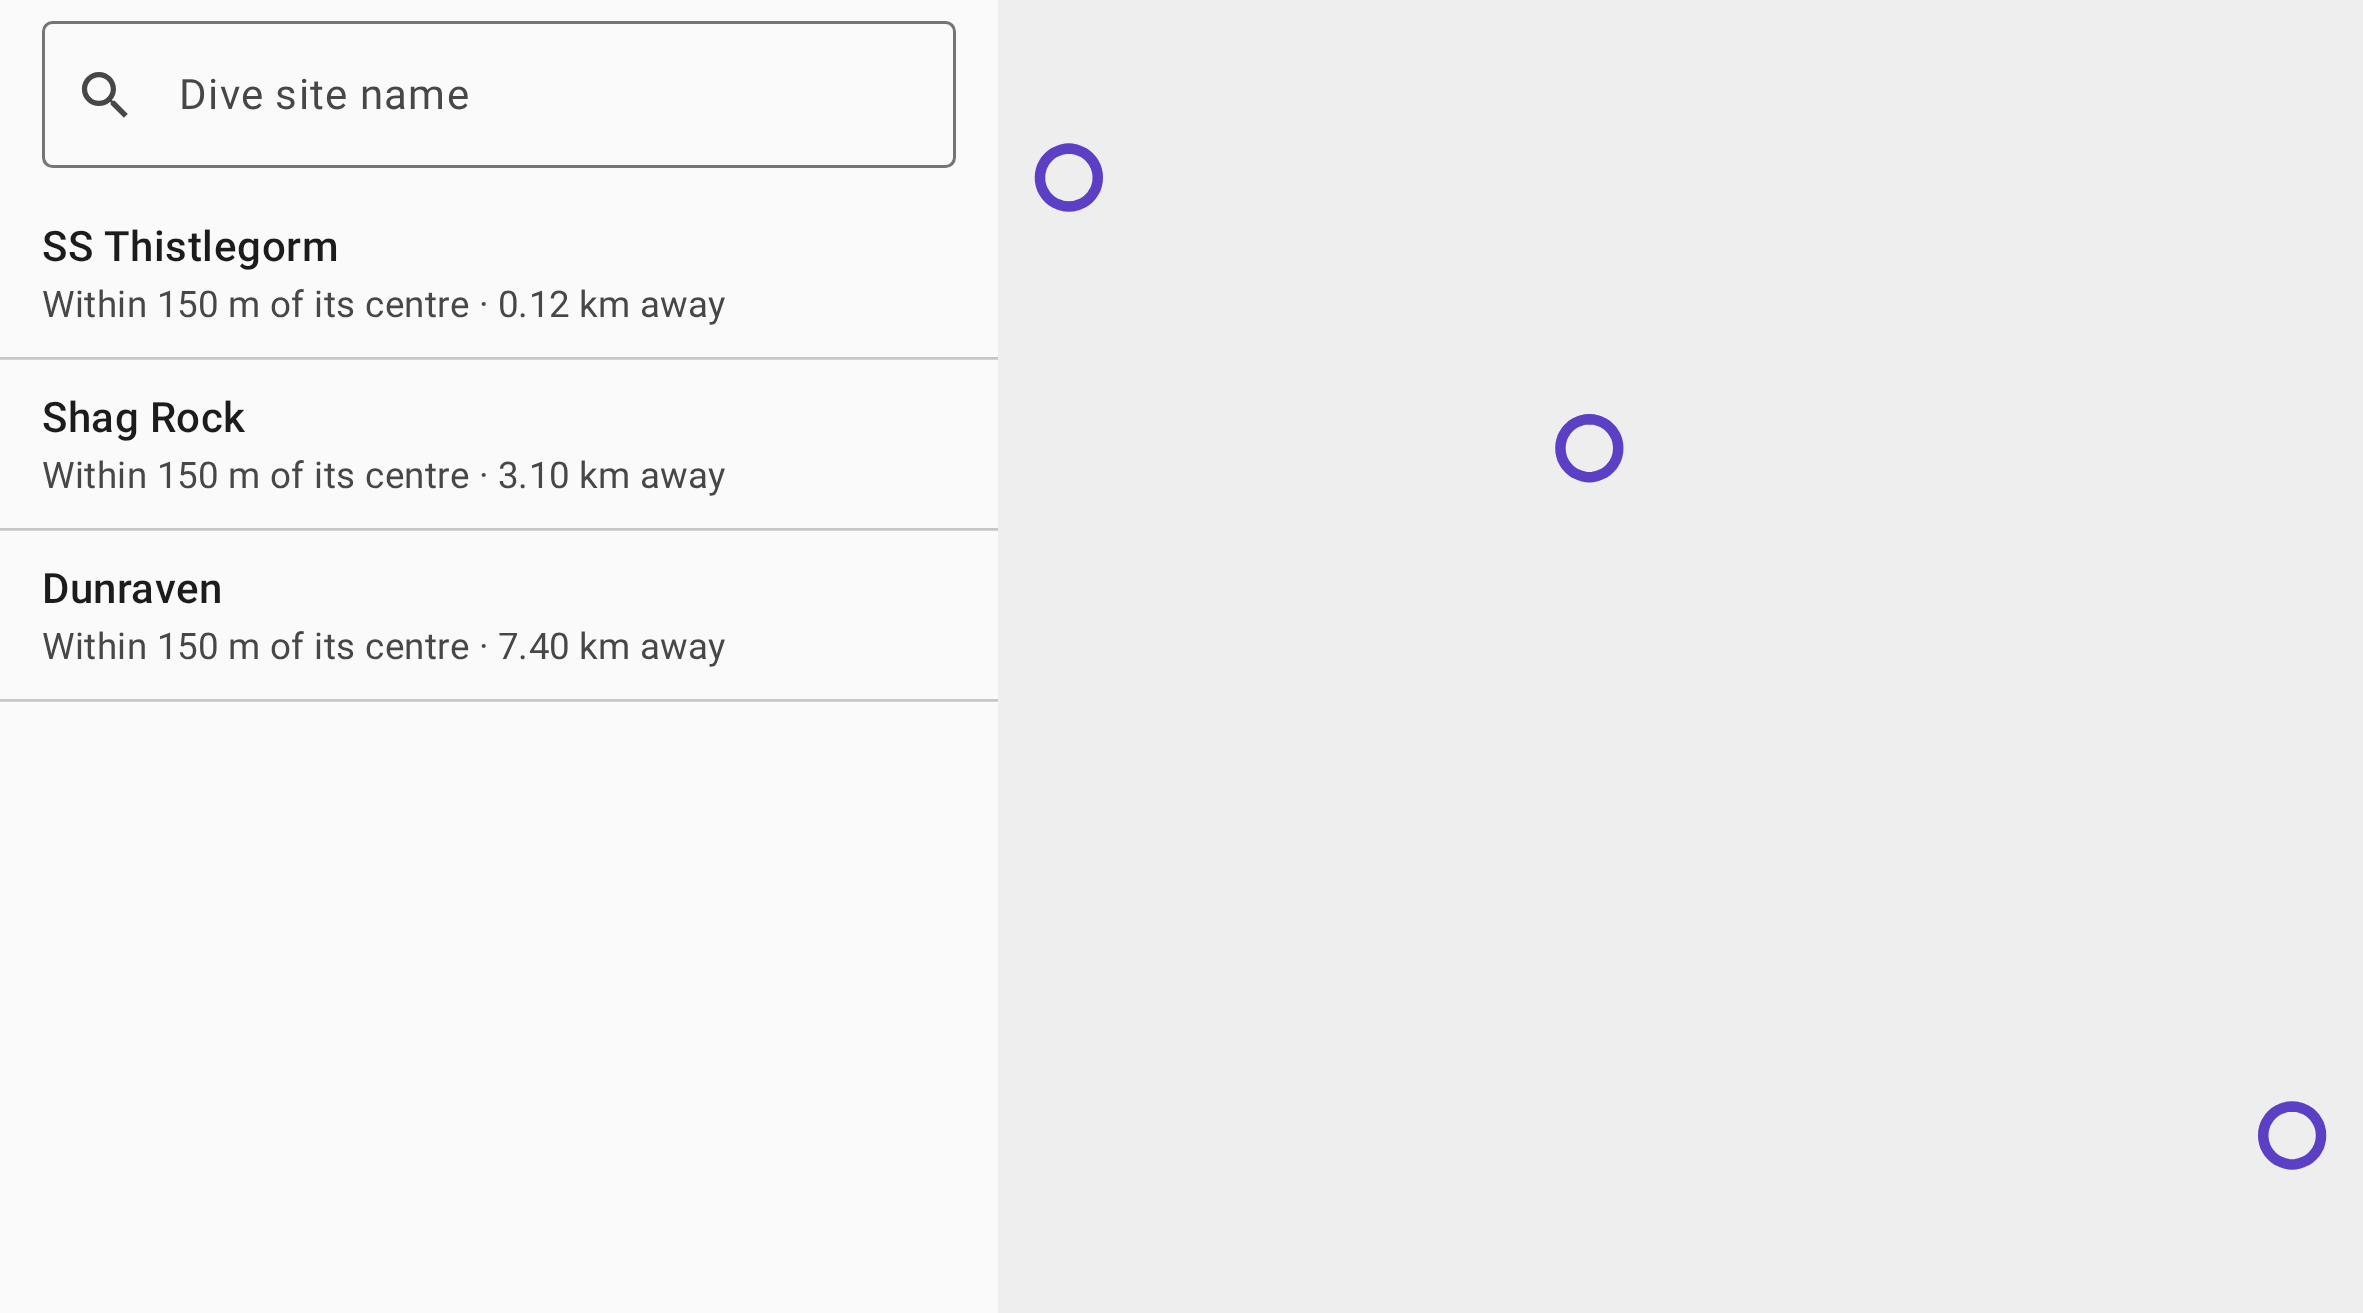 Dive site name
SS Thistlegorm
Within 150 m of its centre · 0.12 km away
Shag Rock
Within 150 m of its centre · 3.10 km away
Dunraven
Within 150 m of its centre · 7.40 km away